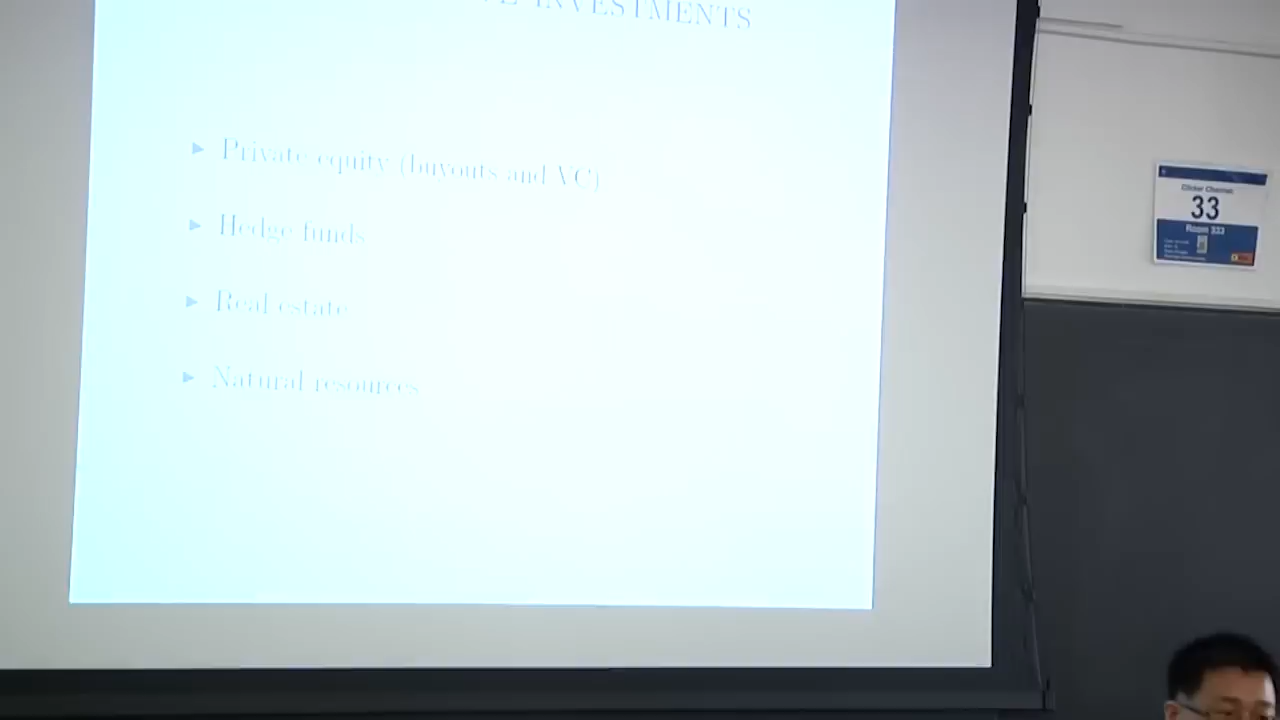 INVESTMENTS
▶ Private equity (buyouts and VC)
▶ Hedge funds
▶ Real estate
▶ Natural resources
Clicker Channel:
33
Room 333